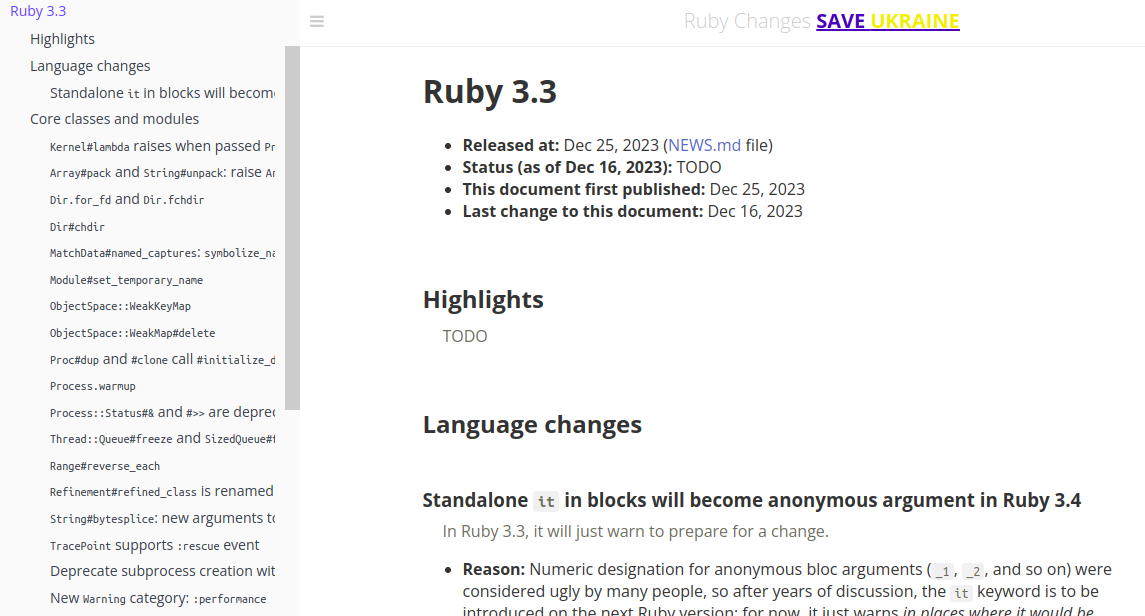 Ruby 3.3
Highlights
Language changes
Standalone it in blocks will become
Core classes and modules
Kernel#lambda raises when passed Pr
Array#pack and String#unpack: raise Ar
Dir.for_fd and Dir.fchdir
Dir#chdir
MatchData#named_captures: symbolize_na
Module#set_temporary_name
ObjectSpace::WeakKeyMap
ObjectSpace::WeakMap#delete
Proc#dup and #clone call #initialize_d
Process.warmup
Process::Status#& and #>> are deprec
Thread::Queue#freeze and SizedQueue#f
Range#reverse_each
Refinement#refined_class is renamed
String#bytesplice: new arguments to
TracePoint supports :rescue event
Deprecate subprocess creation wit
New Warning category: :performance
Ruby Changes SAVE UKRAINE
Ruby 3.3
• Released at: Dec 25, 2023 (NEWS.md file)
• Status (as of Dec 16, 2023): TODO
• This document first published: Dec 25, 2023
• Last change to this document: Dec 16, 2023
Highlights
TODO
Language changes
Standalone it in blocks will become anonymous argument in Ruby 3.4
In Ruby 3.3, it will just warn to prepare for a change.
• Reason: Numeric designation for anonymous bloc arguments (_1, _2, and so on) were
considered ugly by many people, so after years of discussion, the it keyword is to be
introduced on the next Ruby version; for now, it just warns in places where it would be